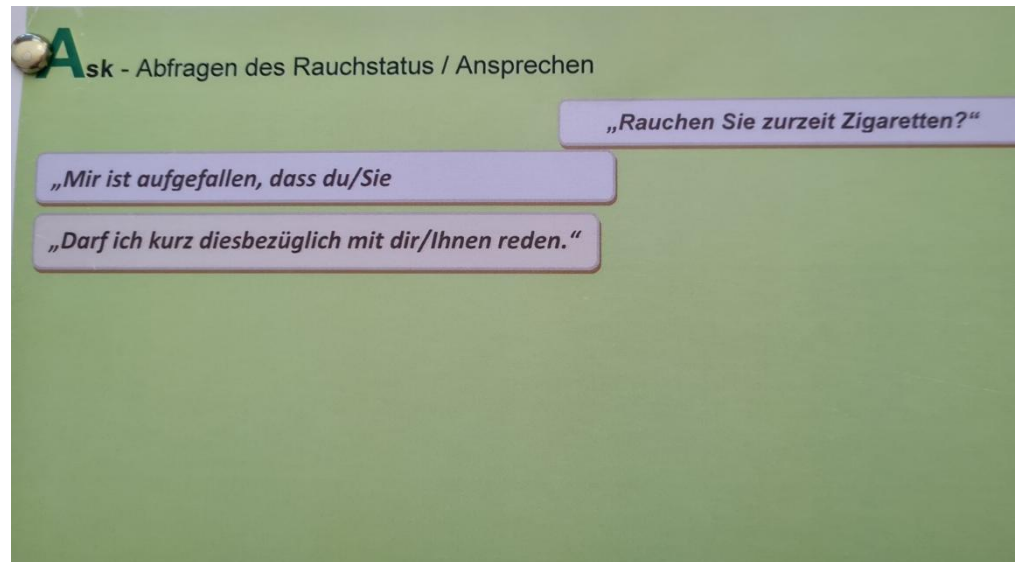 Ask - Abfragen des Rauchstatus / Ansprechen
„Rauchen Sie zurzeit Zigaretten?“
„Mir ist aufgefallen, dass du/Sie
„Darf ich kurz diesbezüglich mit dir/Ihnen reden.“